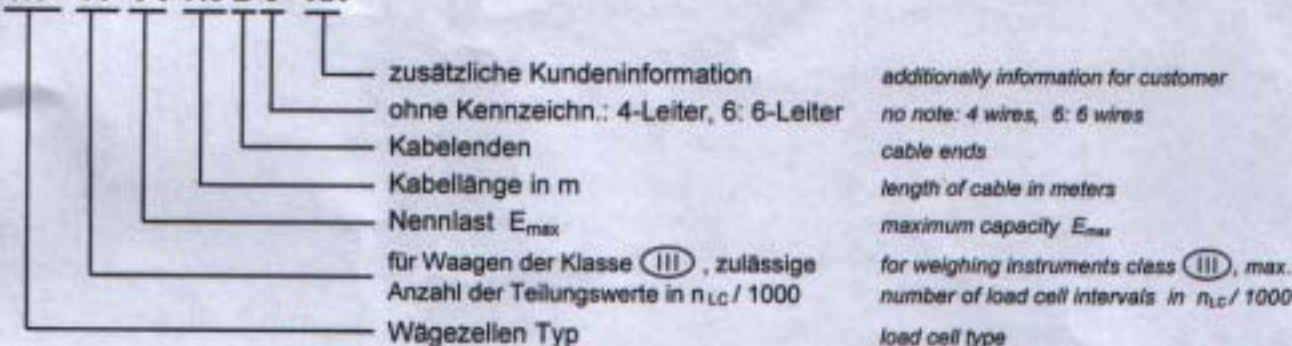 zusätzliche Kundeninformation additionally information for customer
ohne Kennzeichn.: 4-Leiter, 6: 6-Leiter no note: 4 wires, 6: 6 wires
Kabelenden cable ends
Kabellänge in m length of cable in meters
Nennlast Emax maximum capacity Emax
für Waagen der Klasse III , zulässige for weighing instruments class III, max.
Anzahl der Teilungswerte in nLC / 1000 number of load cell intervals in nLC / 1000
Wägezellen Typ load cell type